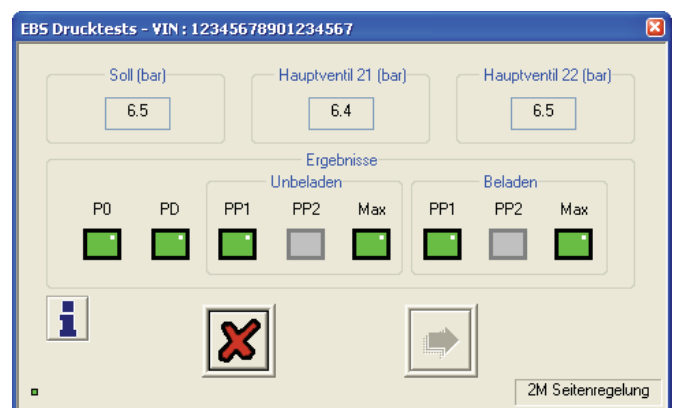 EBS Drucktests - VIN : 12345678901234567
Soll (bar) Hauptventil 21 (bar) Hauptventil 22 (bar)
6.5 6.4 6.5
Ergebnisse
Unbeladen Beladen
P0 PD PP1 PP2 Max PP1 PP2 Max
2M Seitenregelung